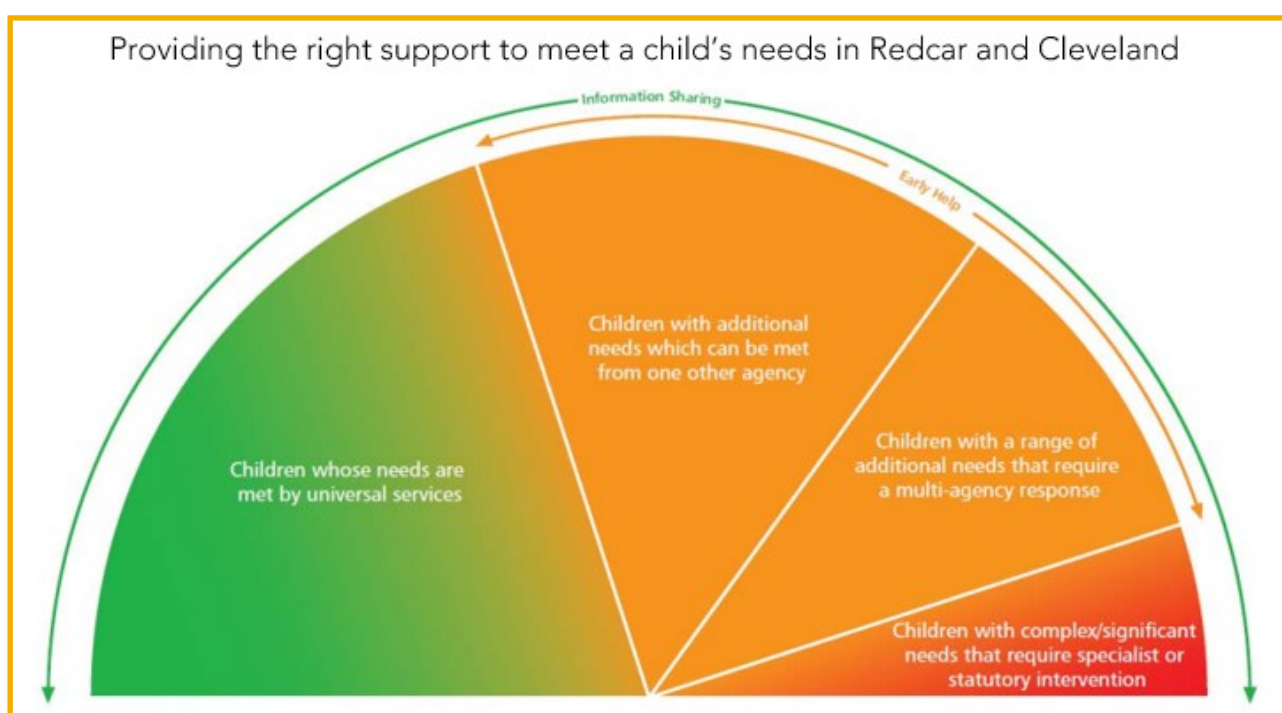 Providing the right support to meet a child's needs in Redcar and Cleveland
Information Sharing
Early Help
Children with additional
needs which can be met
from one other agency
Children with a range of
additional needs that require
a multi-agency response
Children whose needs are
met by universal services
Children with complex/significant
needs that require specialist or
statutory intervention